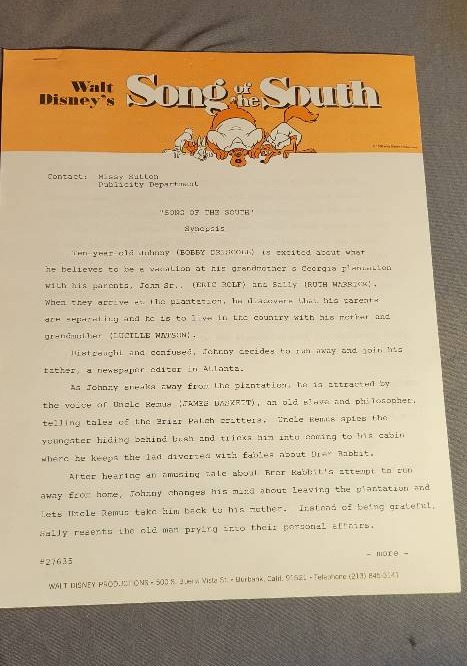 Walt Disney's Song of the South
Contact: Missy Sutton
Publicity Department
"SONG OF THE SOUTH"
Synopsis
Ten-year-old Johnny (BOBBY DRISCOLL) is excited about what
he believes to be a vacation at his grandmother's Georgia plantation
with his parents, John Sr., (ERIC ROLF) and Sally (RUTH WARRICK).
When they arrive at the plantation, he discovers that his parents
are separating and he is to live in the country with his mother and
grandmother (LUCILLE WATSON).
Distraught and confused, Johnny decides to run away and join his
father, a newspaper editor in Atlanta.
As Johnny sneaks away from the plantation, he is attracted by
the voice of Uncle Remus (JAMES BASKETT), an old slave and philosopher,
telling tales of the Briar Patch critters. Uncle Remus spies the
youngster hiding behind bush and tricks him into coming to his cabin
where he keeps the lad diverted with fables about Brer Rabbit.
After hearing an amusing tale about Brer Rabbit's attempt to run
away from home, Johnny changes his mind about leaving the plantation and
lets Uncle Remus take him back to his mother. Instead of being grateful,
Sally resents the old man prying into their personal affairs.
#27635
- more -
WALT DISNEY PRODUCTIONS • 500 S. Buena Vista St. • Burbank, Calif. 91521 • Telephone (213) 845-3141